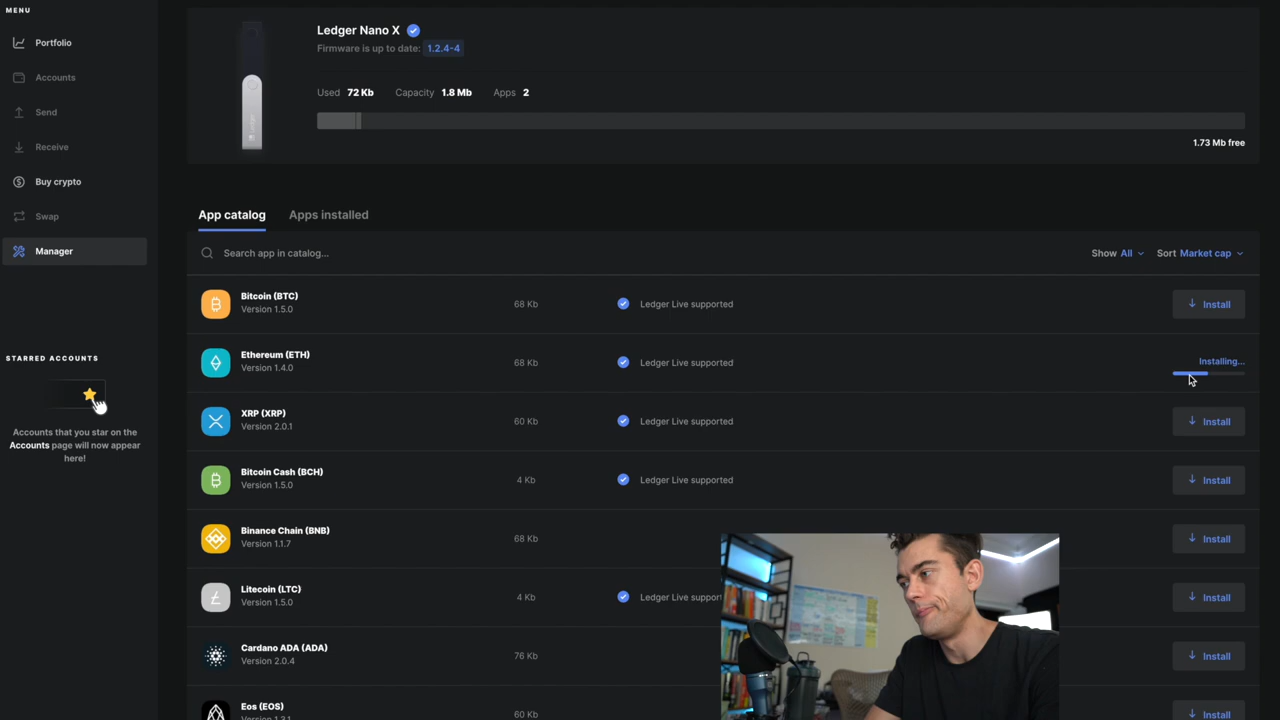 MENU
Portfolio
Accounts
Send
Receive
Buy crypto
Swap
Manager
STARRED ACCOUNTS
Accounts that you star on the
Accounts page will now appear
here!
Ledger Nano X
Firmware is up to date: 1.2.4-4
Used 72 Kb Capacity 1.8 Mb Apps 2
1.73 Mb free
App catalog Apps installed
Search app in catalog... Show All Sort Market cap
Bitcoin (BTC)
Version 1.5.0
68 Kb Ledger Live supported Install
Ethereum (ETH)
Version 1.4.0
68 Kb Ledger Live supported Installing...
XRP (XRP)
Version 2.0.1
60 Kb Ledger Live supported Install
Bitcoin Cash (BCH)
Version 1.5.0
4 Kb Ledger Live supported Install
Binance Chain (BNB)
Version 1.1.7
68 Kb Install
Litecoin (LTC)
Version 1.5.0
4 Kb Ledger Live suppor Install
Cardano ADA (ADA)
Version 2.0.4
76 Kb Install
Eos (EOS)
Version 1.3.1
60 Kb Install